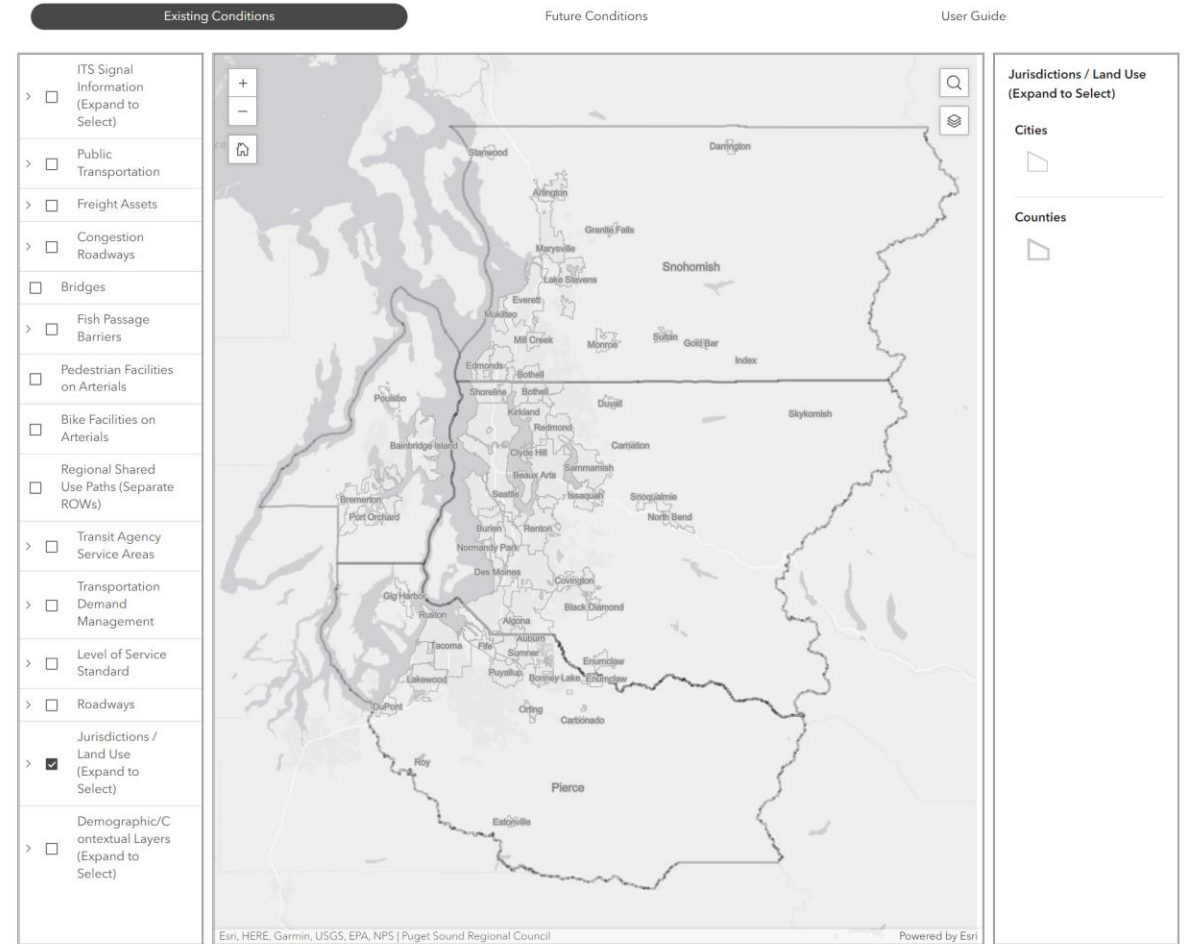 Existing Conditions
Future Conditions
User Guide
ITS Signal
Information
(Expand to
Select)
Public
Transportation
Freight Assets
Congestion
Roadways
Bridges
Fish Passage
Barriers
Pedestrian Facilities
on Arterials
Bike Facilities on
Arterials
Regional Shared
Use Paths (Separate
ROWs)
Transit Agency
Service Areas
Transportation
Demand
Management
Level of Service
Standard
Roadways
Jurisdictions /
Land Use
(Expand to
Select)
Demographic/C
ontextual Layers
(Expand to
Select)
+
−
Stanwood
Darrington
Arlington
Granite Falls
Marysville
Snohomish
Lake Stevens
Everett
Mukilteo
Mill Creek
Monroe
Sultan
Gold Bar
Index
Edmonds
Bothell
Shoreline
Bothell
Poulsbo
Kirkland
Duvall
Skykomish
Redmond
Bainbridge Island
Clyde Hill
Carnation
Sammamish
Beaux Arts
Seattle
Issaquah
Snoqualmie
Bremerton
North Bend
Port Orchard
Burien
Renton
Normandy Park
Des Moines
Covington
Gig Harbor
Black Diamond
Ruston
Algona
Auburn
Tacoma
Fife
Sumner
Enumclaw
Puyallup
Bonney Lake
Enumclaw
Lakewood
DuPont
Orting
Carbonado
Roy
Pierce
Eatonville
Esri, HERE, Garmin, USGS, EPA, NPS | Puget Sound Regional Council
Powered by Esri
Jurisdictions / Land Use
(Expand to Select)
Cities
Counties